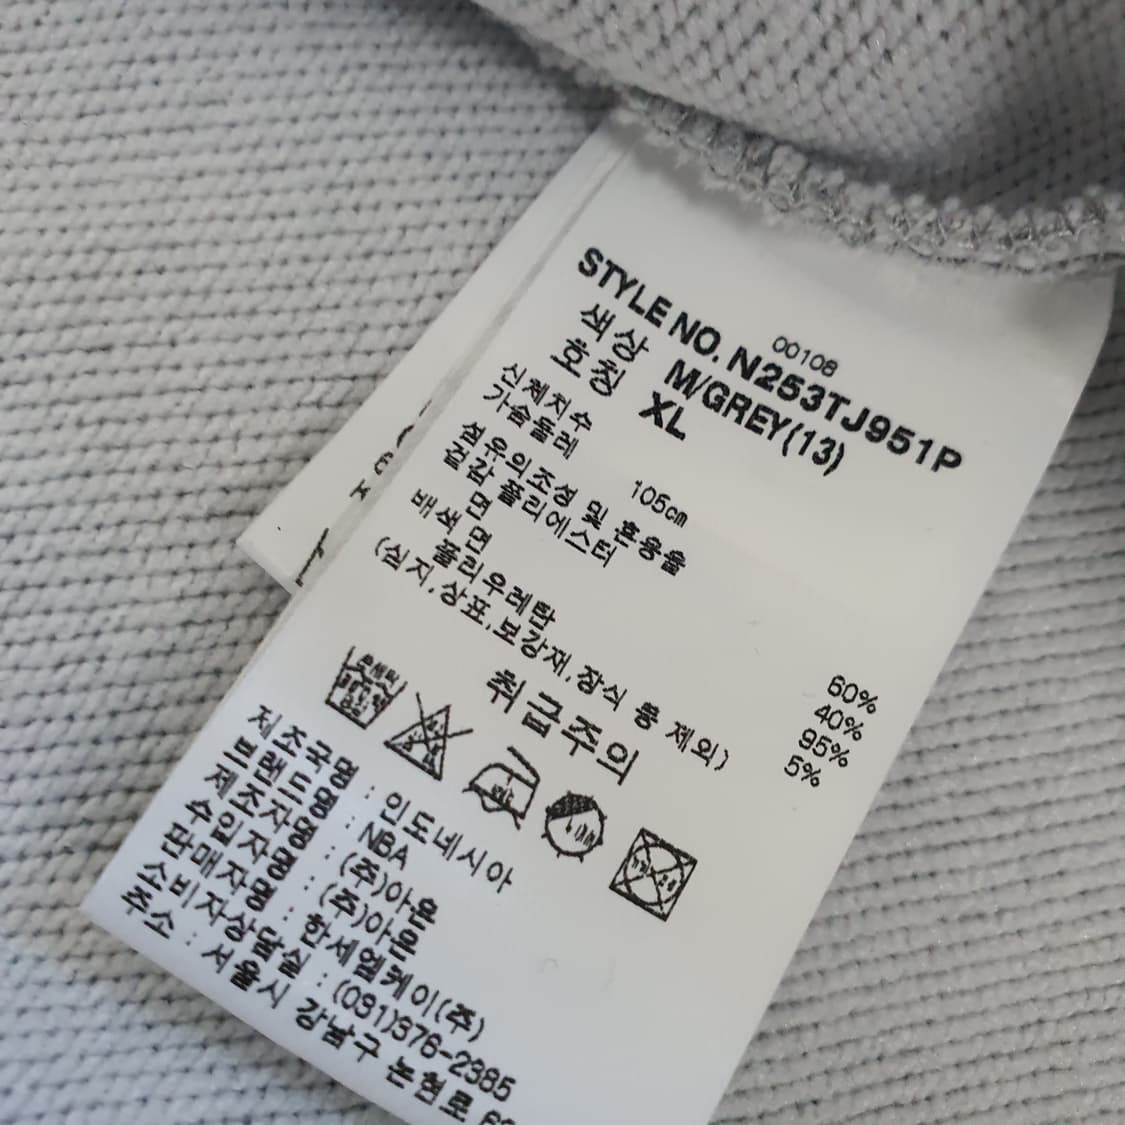 00108
STYLE NO. N253TJ951P
색상 M/GREY(13)
호칭 XL
신체치수
가슴둘레 105㎝
섬유의조성 및 혼용율
겉감 폴리에스터 60%
면 40%
배색 면 95%
폴리우레탄 5%
(심지,상표,보강재,장식 등 제외)
취급주의
제조국명 : 인도네시아
브랜드명 : NBA
제조자명 : (주)아온
수입자명 : (주)아온
판매자명 : 한세엠케이(주)
소비자상담실 : (031)376-2385
주소 : 서울시 강남구 논현로